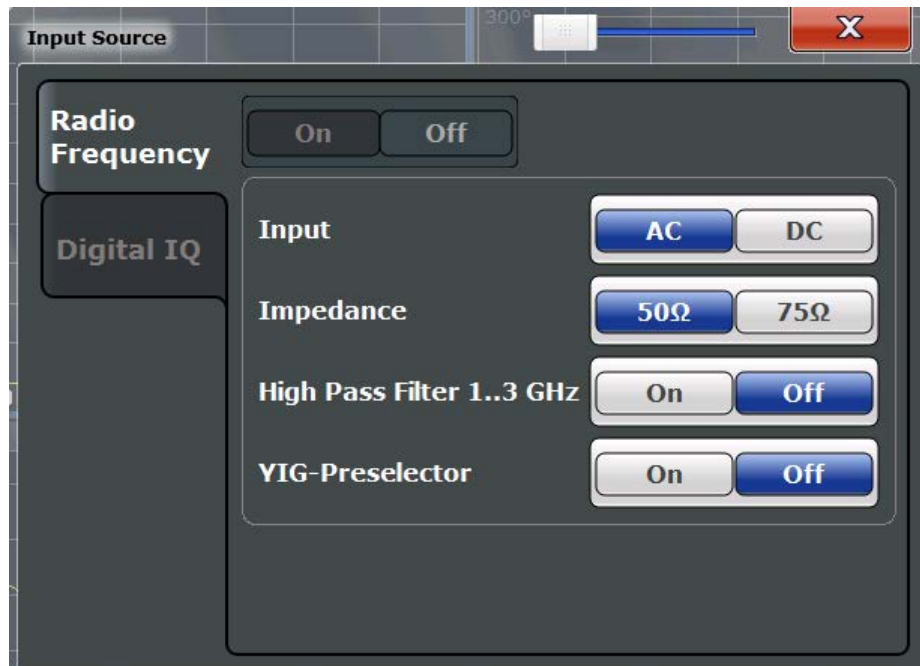 300°
Input Source
X
Radio
Frequency
On Off
Digital IQ
Input AC DC
Impedance 50Ω 75Ω
High Pass Filter 1..3 GHz On Off
YIG-Preselector On Off